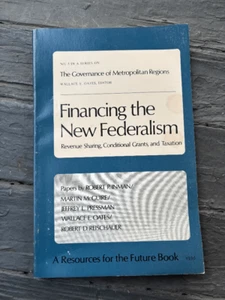 NO. 5 IN A SERIES ON
The Governance of Metropolitan Regions
WALLACE E. OATES, EDITOR
Financing the
New Federalism
Revenue Sharing, Conditional Grants, and Taxation
Papers by ROBERT P. INMAN
MARTIN McGUIRE
JEFFREY L. PRESSMAN
WALLACE E. OATES
ROBERT D. REISCHAUER
A Resources for the Future Book